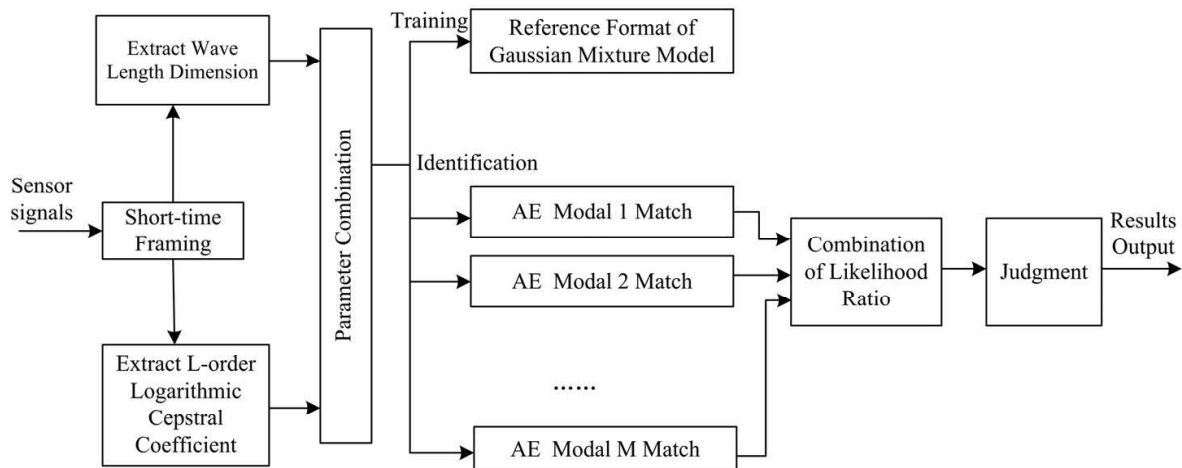 Sensor
signals
Short-time
Framing
Extract Wave
Length Dimension
Extract L-order
Logarithmic
Cepstral
Coefficient
Parameter Combination
Training
Reference Format of
Gaussian Mixture Model
Identification
AE Modal 1 Match
AE Modal 2 Match
......
AE Modal M Match
Combination
of Likelihood
Ratio
Judgment
Results
Output